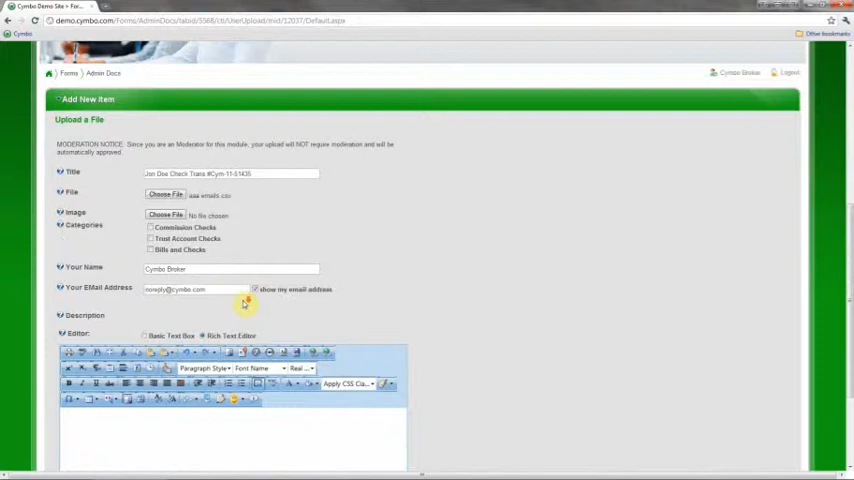 Cymbo Demo Site » For...
demo.cymbo.com/Forms/AdminDocs/tabid/5568/ctl/UserUpload/mid/12037/Default.aspx
Cymbo Other bookmarks
Forms Admin Docs Cymbo Broker Logout
Add New Item
Upload a File
MODERATION NOTICE: Since you are an Moderator for this module, your upload will NOT require moderation and will be
automatically approved.
Title Jon Doe Check Trans #Cym-11-51435
File Choose File aaa emails.csv
Image Choose File No file chosen
Categories Commission Checks
Trust Account Checks
Bills and Checks
Your Name Cymbo Broker
Your EMail Address noreply@cymbo.com show my email address
Description
Editor: Basic Text Box Rich Text Editor
Paragraph Style Font Name Real ...
Apply CSS Cla...